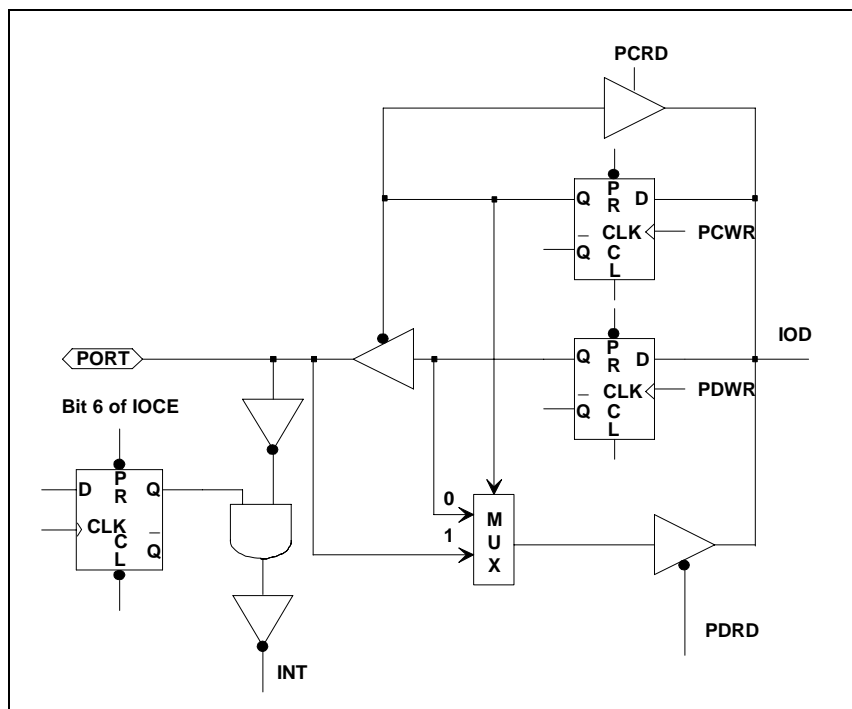 PCRD
Q P R D
CLK
PCWR
_
Q C L
IOD
PORT
Q P R D
CLK
PDWR
_
Q C L
Bit 6 of IOCE
D P R Q
CLK
C L
_
Q
0
1
M U X
PDRD
INT